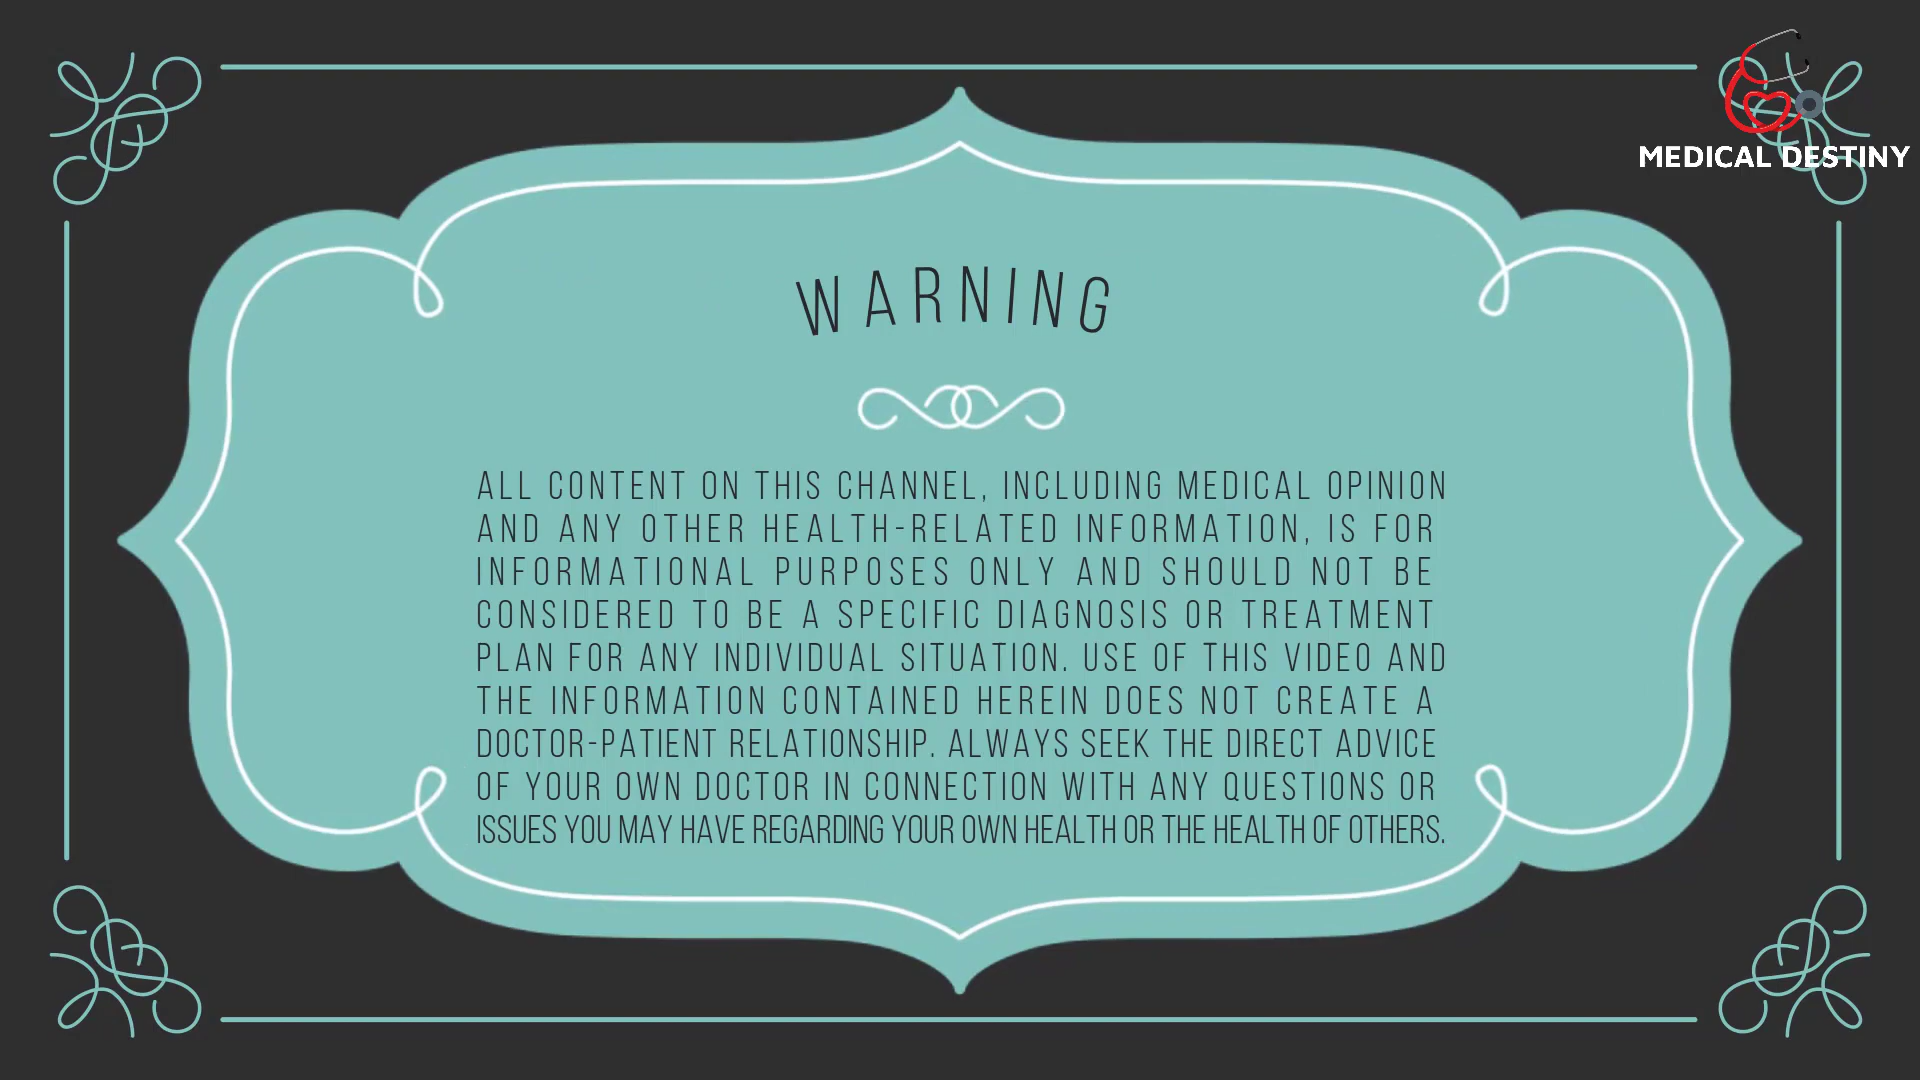 MEDICAL DESTINY
WARNING
ALL CONTENT ON THIS CHANNEL, INCLUDING MEDICAL OPINION
AND ANY OTHER HEALTH-RELATED INFORMATION, IS FOR
INFORMATIONAL PURPOSES ONLY AND SHOULD NOT BE
CONSIDERED TO BE A SPECIFIC DIAGNOSIS OR TREATMENT
PLAN FOR ANY INDIVIDUAL SITUATION. USE OF THIS VIDEO AND
THE INFORMATION CONTAINED HEREIN DOES NOT CREATE A
DOCTOR-PATIENT RELATIONSHIP. ALWAYS SEEK THE DIRECT ADVICE
OF YOUR OWN DOCTOR IN CONNECTION WITH ANY QUESTIONS OR
ISSUES YOU MAY HAVE REGARDING YOUR OWN HEALTH OR THE HEALTH OF OTHERS.